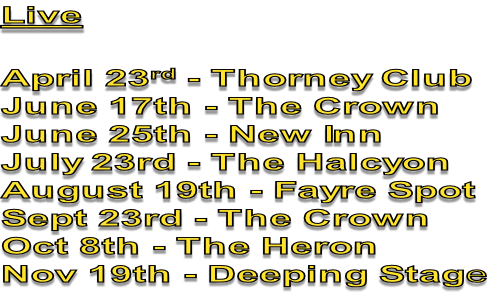 Live
April 23rd - Thorney Club
June 17th - The Crown
June 25th - New Inn
July 23rd - The Halcyon
August 19th - Fayre Spot
Sept 23rd - The Crown
Oct 8th - The Heron
Nov 19th - Deeping Stage